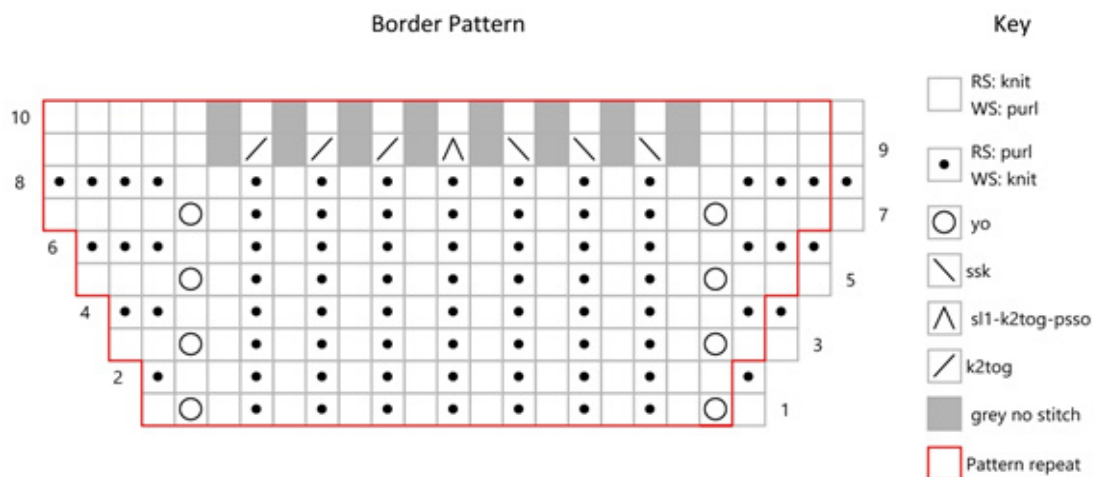 Border Pattern
Key
10
9
8
7
6
5
4
3
2
1
RS: knit
WS: purl
RS: purl
WS: knit
yo
ssk
sl1-k2tog-psso
k2tog
grey no stitch
Pattern repeat